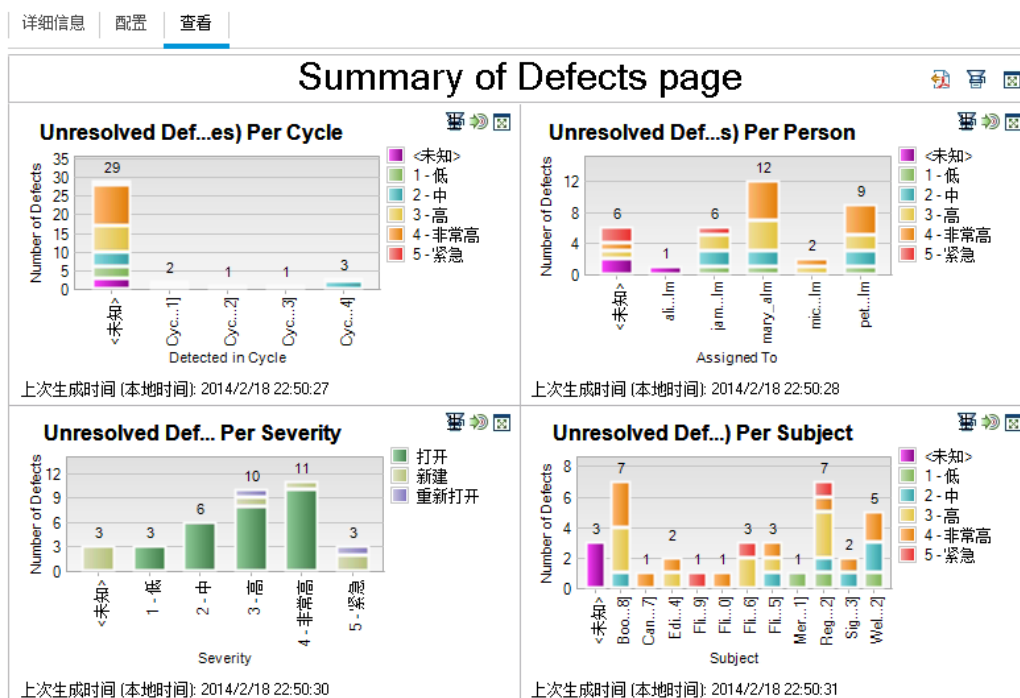 详细信息 配置 查看
Summary of Defects page
Unresolved Def...es) Per Cycle
Number of Defects
35
30
25
20
15
10
5
0
29
2
1
1
3
<未知>
Cyc...1]
Cyc...2]
Cyc...3]
Cyc...4]
Detected in Cycle
<未知>
1 - 低
2 - 中
3 - 高
4 - 非常高
5 - 紧急
上次生成时间 (本地时间): 2014/2/18 22:50:27
Unresolved Def...s) Per Person
Number of Defects
12
8
4
0
6
1
6
12
2
9
<未知>
ali...lm
jam...lm
mary_alm
mic...lm
pet...lm
Assigned To
<未知>
1 - 低
2 - 中
3 - 高
4 - 非常高
5 - 紧急
上次生成时间 (本地时间): 2014/2/18 22:50:28
Unresolved Def... Per Severity
Number of Defects
12
9
6
3
0
3
3
6
10
11
3
<未知>
1 - 低
2 - 中
3 - 高
4 - 非常高
5 - 紧急
Severity
打开
新建
重新打开
上次生成时间 (本地时间): 2014/2/18 22:50:30
Unresolved Def...) Per Subject
Number of Defects
8
6
4
2
0
3
7
1
2
1
1
3
3
1
7
2
5
<未知>
Boo...8]
Can...7]
Edi...4]
Fli...9]
Fli...0]
Fli...6]
Fli...5]
Mer...1]
Reg...2]
Sig...3]
Wel...2]
Subject
<未知>
1 - 低
2 - 中
3 - 高
4 - 非常高
5 - 紧急
上次生成时间 (本地时间): 2014/2/18 22:50:31